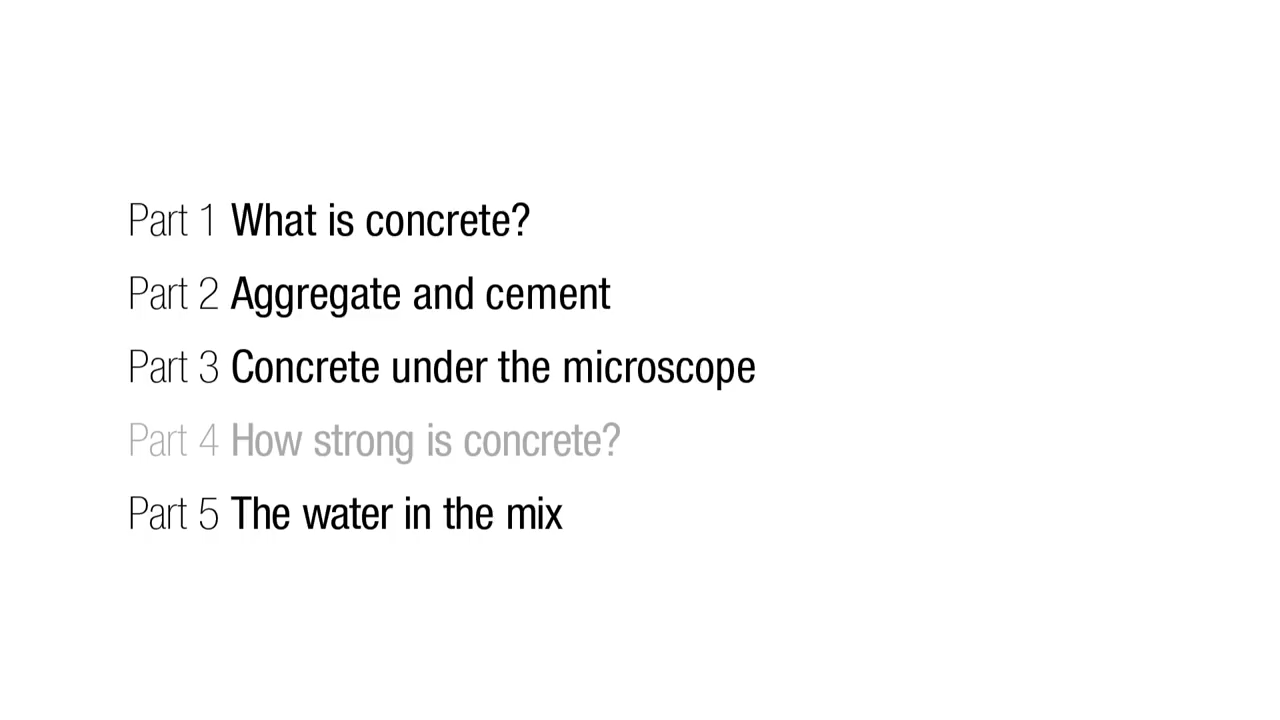 Part 1 What is concrete?
Part 2 Aggregate and cement
Part 3 Concrete under the microscope
Part 4 How strong is concrete?
Part 5 The water in the mix